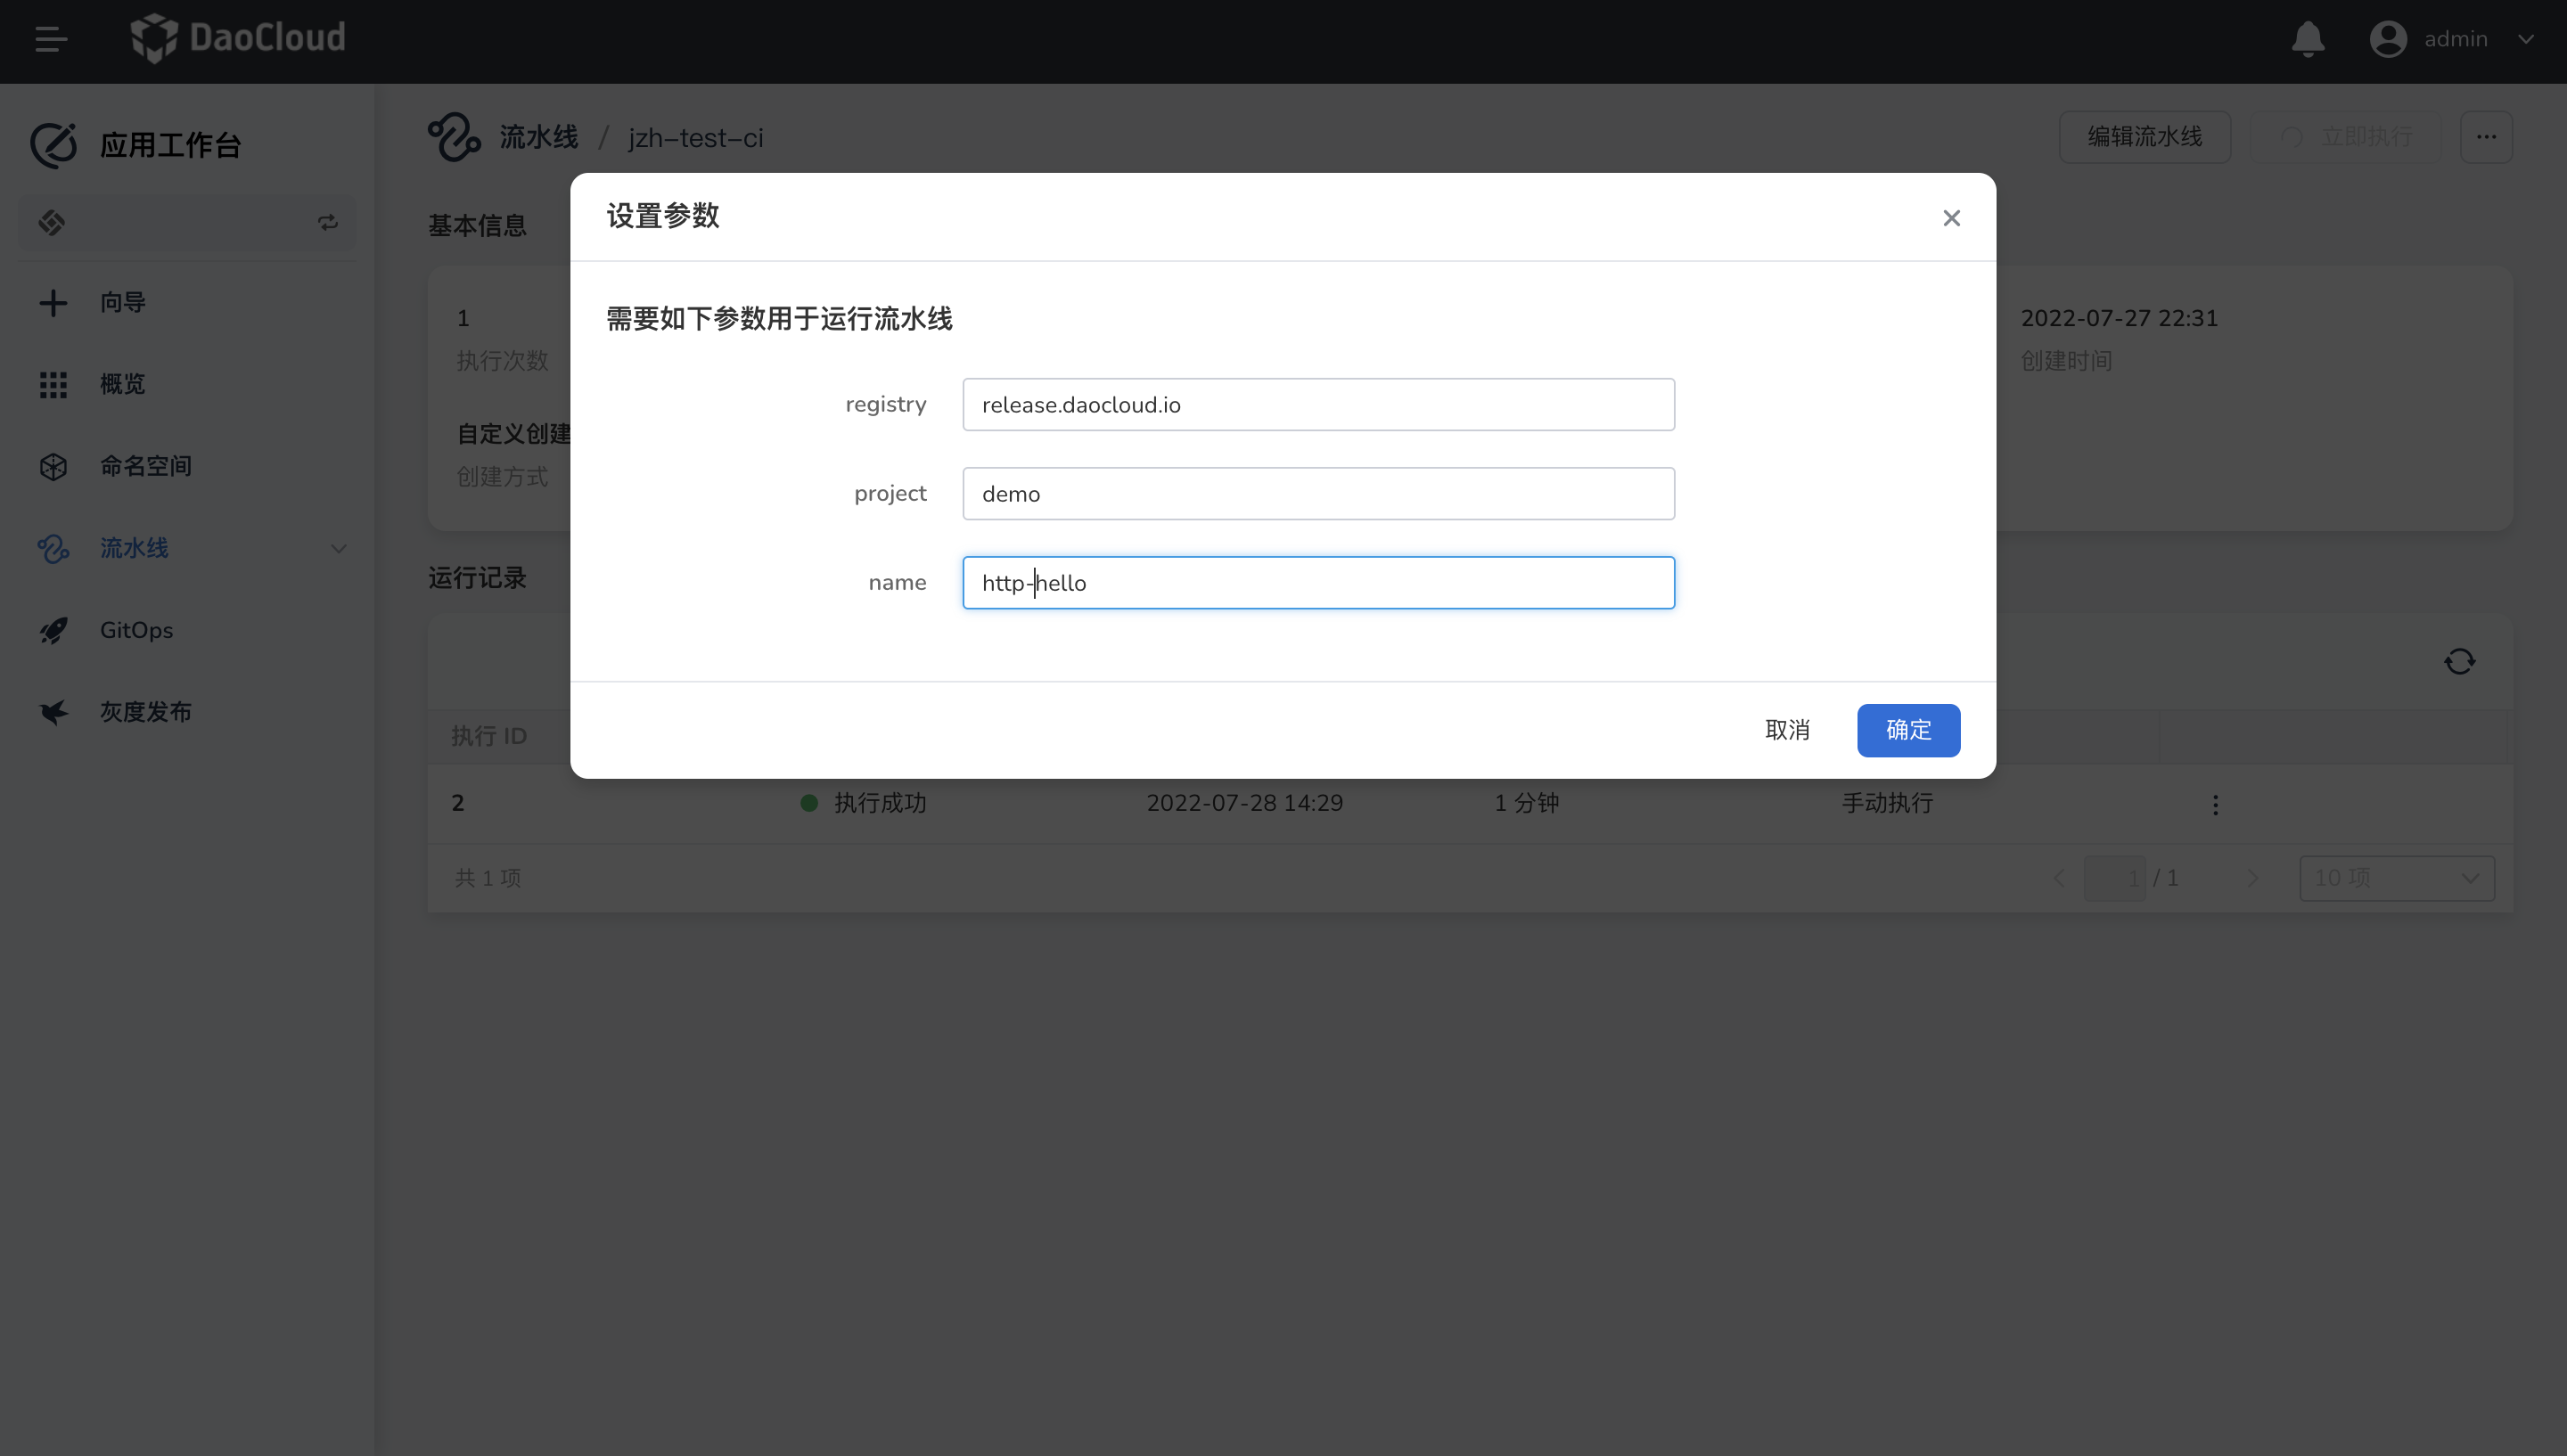 DaoCloud
admin
应用工作台
流水线 / jzh-test-ci
编辑流水线
立即执行
基本信息
设置参数
需要如下参数用于运行流水线
registry
release.daocloud.io
project
demo
name
http-hello
取消
确定
向导
概览
命名空间
流水线
GitOps
灰度发布
1
执行次数
2022-07-27 22:31
创建时间
自定义创建
创建方式
运行记录
执行 ID
2
执行成功
2022-07-28 14:29
1 分钟
手动执行
共 1 项
1 / 1
10 项